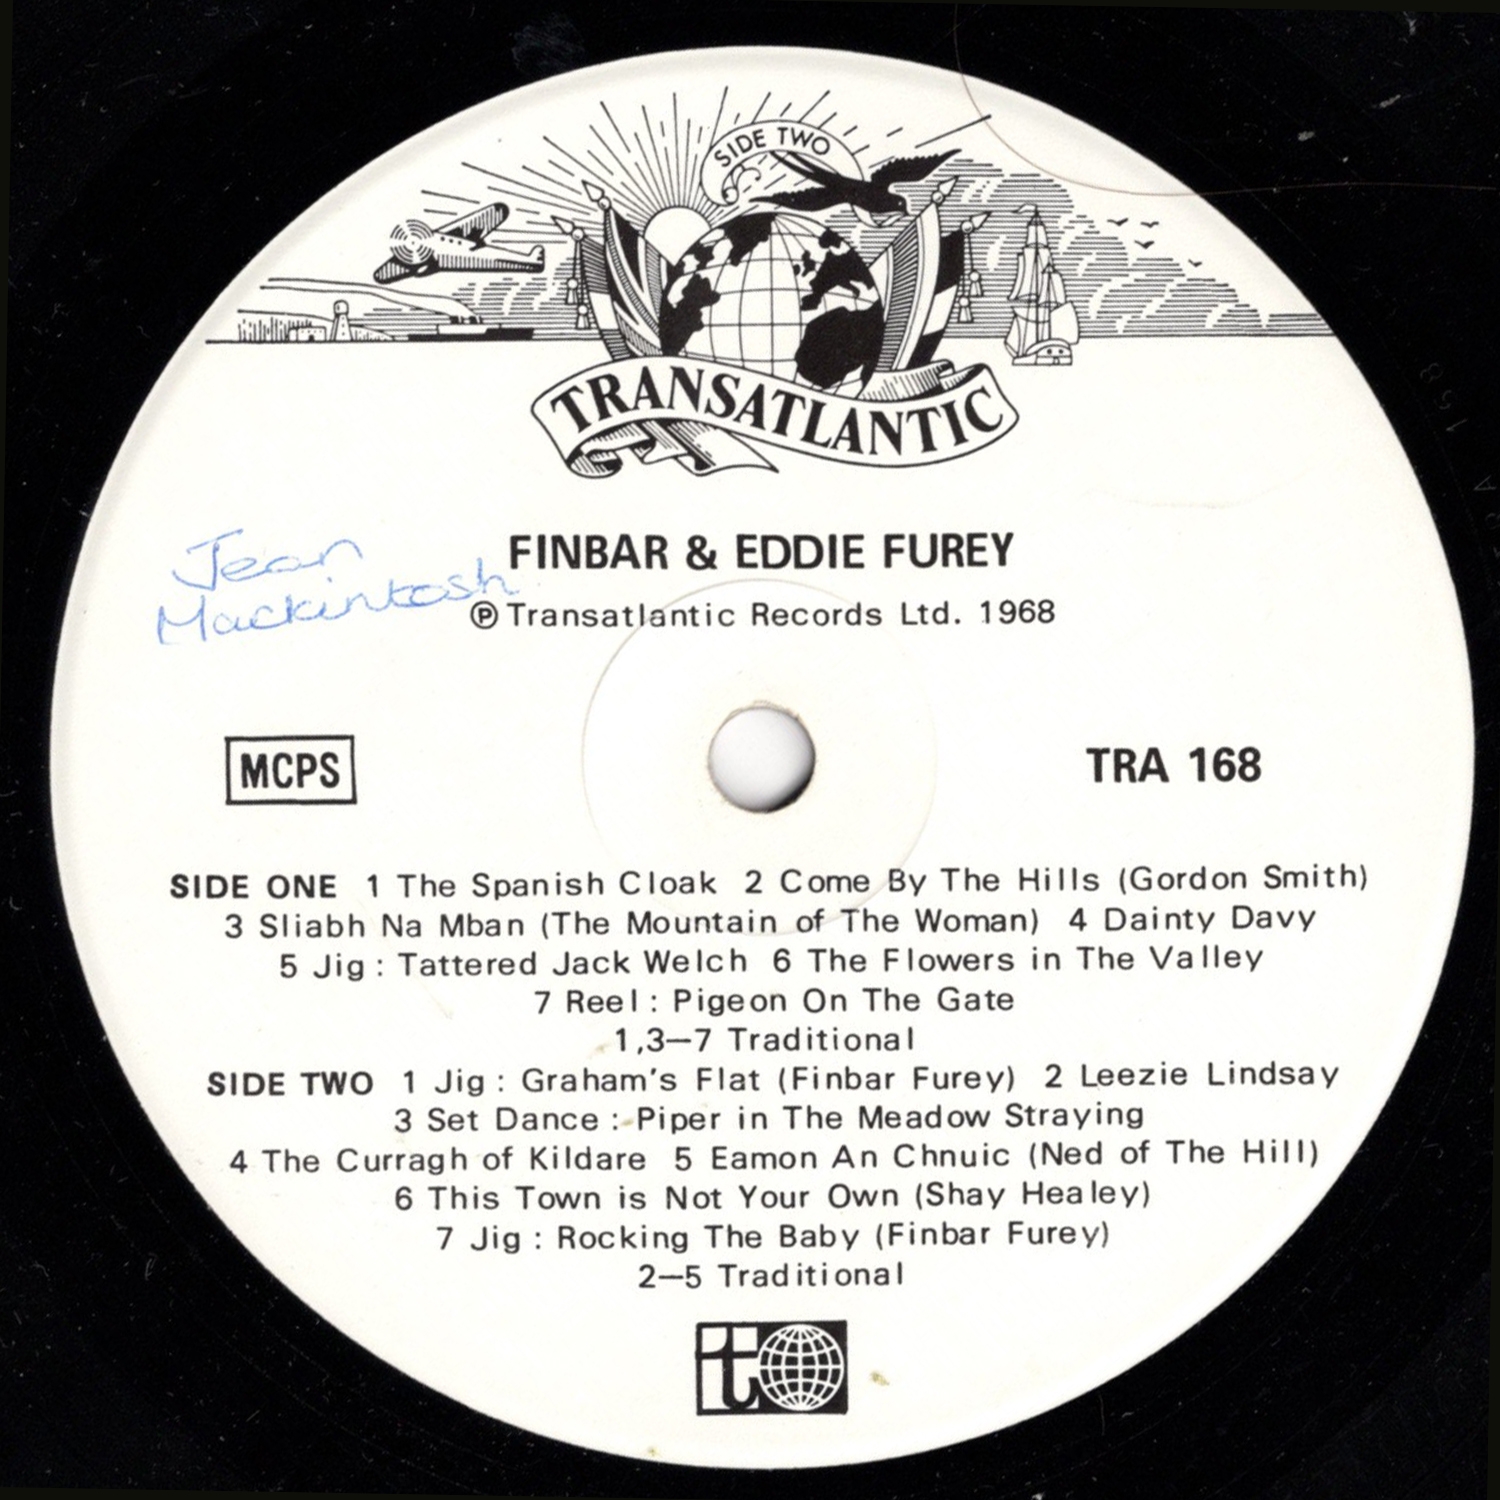 SIDE TWO
TRANSATLANTIC
FINBAR & EDDIE FUREY
Jean
Mackintosh
Ⓟ Transatlantic Records Ltd. 1968
MCPS
TRA 168
SIDE ONE 1 The Spanish Cloak 2 Come By The Hills (Gordon Smith)
3 Sliabh Na Mban (The Mountain of The Woman) 4 Dainty Davy
5 Jig : Tattered Jack Welch 6 The Flowers in The Valley
7 Reel : Pigeon On The Gate
1,3—7 Traditional
SIDE TWO 1 Jig : Graham's Flat (Finbar Furey) 2 Leezie Lindsay
3 Set Dance : Piper in The Meadow Straying
4 The Curragh of Kildare 5 Eamon An Chnuic (Ned of The Hill)
6 This Town is Not Your Own (Shay Healey)
7 Jig : Rocking The Baby (Finbar Furey)
2—5 Traditional
t